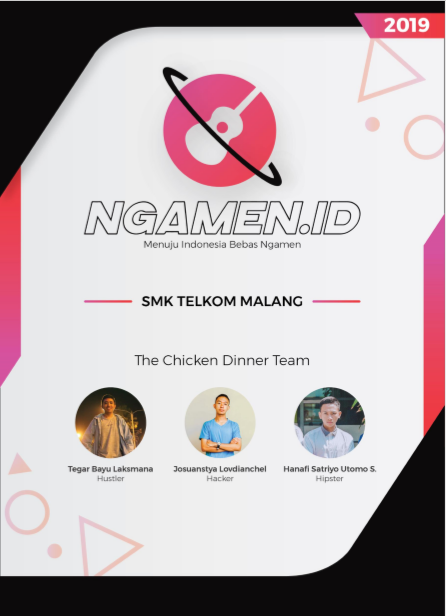 2019
NGAMEN.ID
Menuju Indonesia Bebas Ngamen
SMK TELKOM MALANG
The Chicken Dinner Team
Tegar Bayu Laksmana
Hustler
Josuanstya Lovdianchel
Hacker
Hanafi Satriyo Utomo S.
Hipster